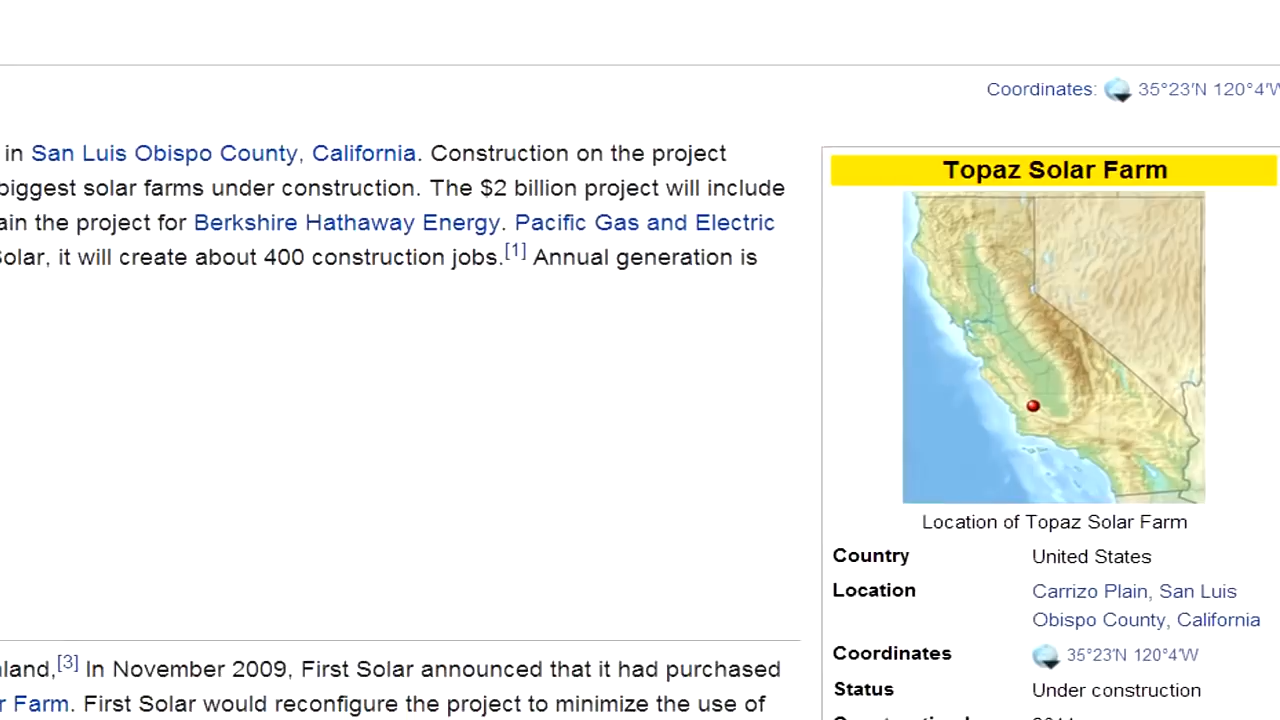 Coordinates: 35°23′N 120°4′W
in San Luis Obispo County, California. Construction on the project
biggest solar farms under construction. The $2 billion project will include
ain the project for Berkshire Hathaway Energy. Pacific Gas and Electric
Solar, it will create about 400 construction jobs.[1] Annual generation is
land,[3] In November 2009, First Solar announced that it had purchased
r Farm. First Solar would reconfigure the project to minimize the use of
Topaz Solar Farm
Location of Topaz Solar Farm
Country United States
Location Carrizo Plain, San Luis
Obispo County, California
Coordinates 35°23′N 120°4′W
Status Under construction